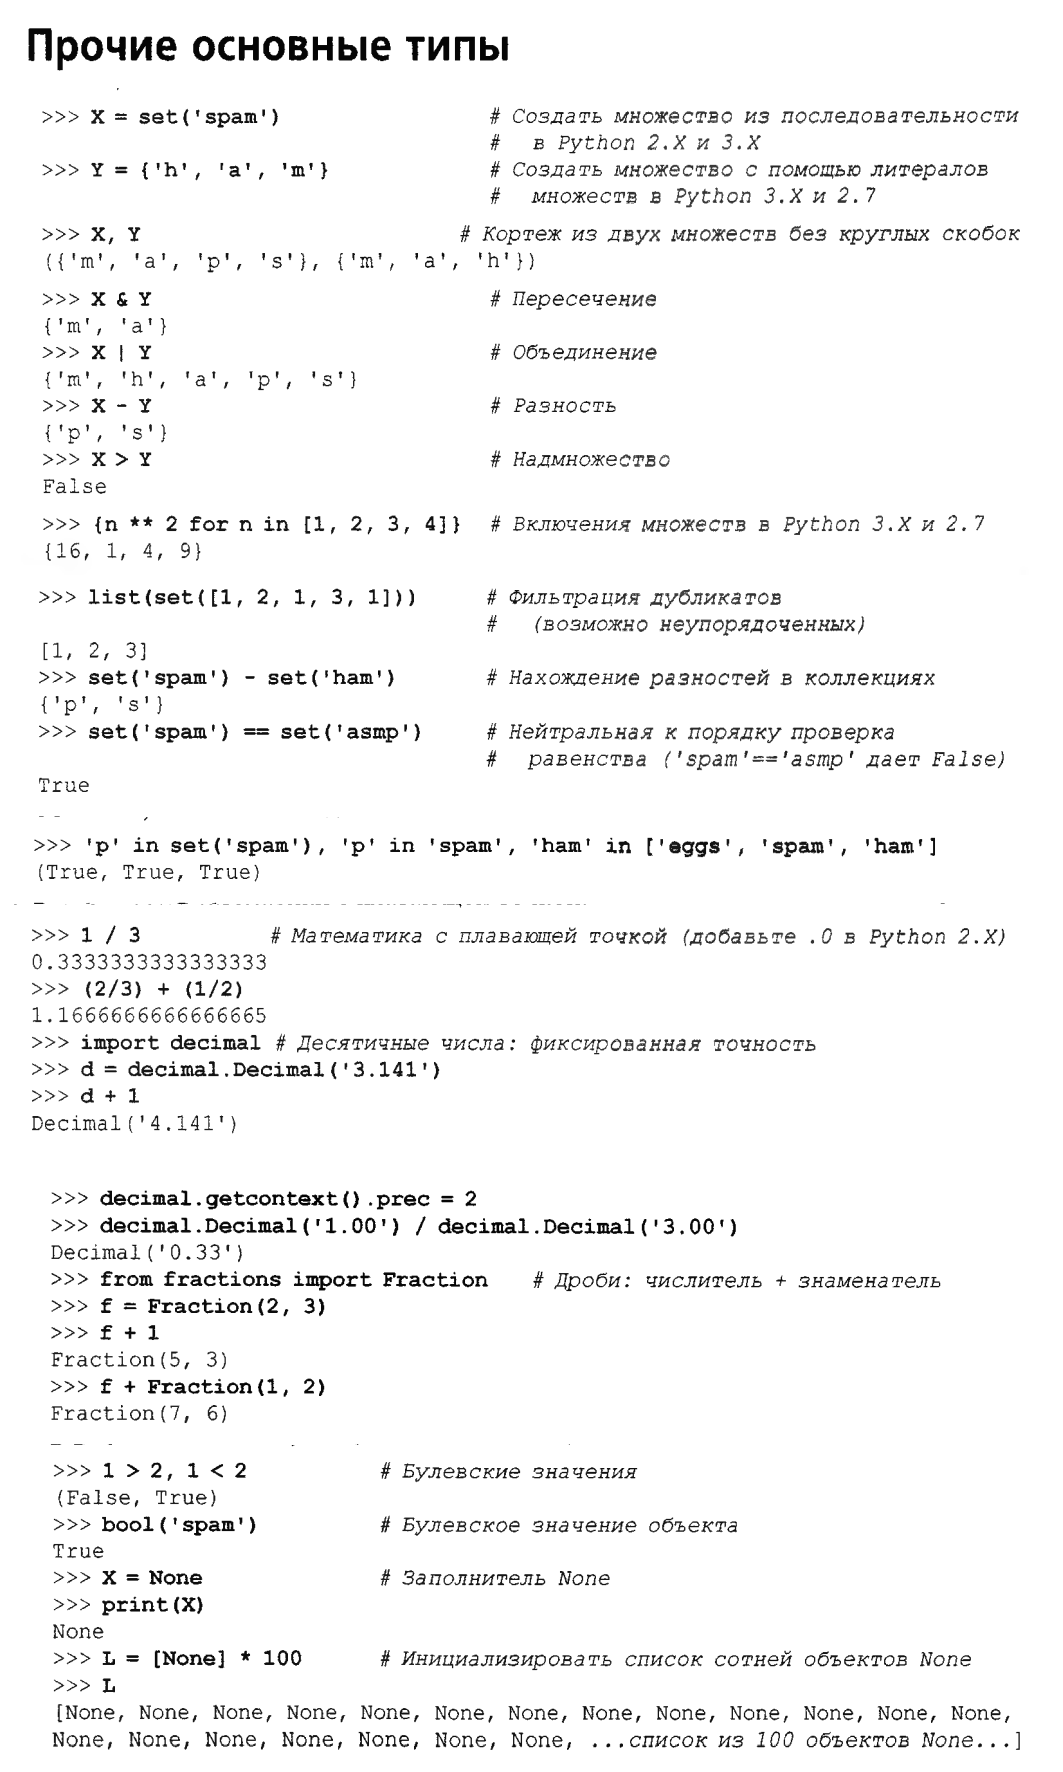 Прочие основные типы
>>> X = set('spam') # Создать множество из последовательности
# в Python 2.X и 3.X
>>> Y = {'h', 'a', 'm'} # Создать множество с помощью литералов
# множеств в Python 3.X и 2.7
>>> X, Y # Кортеж из двух множеств без круглых скобок
({'m', 'a', 'p', 's'}, {'m', 'a', 'h'})
>>> X & Y # Пересечение
{'m', 'a'}
>>> X | Y # Объединение
{'m', 'h', 'a', 'p', 's'}
>>> X - Y # Разность
{'p', 's'}
>>> X > Y # Надмножество
False
>>> {n ** 2 for n in [1, 2, 3, 4]} # Включения множеств в Python 3.X и 2.7
{16, 1, 4, 9}
>>> list(set([1, 2, 1, 3, 1])) # Фильтрация дубликатов
# (возможно неупорядоченных)
[1, 2, 3]
>>> set('spam') - set('ham') # Нахождение разностей в коллекциях
{'p', 's'}
>>> set('spam') == set('asmp') # Нейтральная к порядку проверка
# равенства ('spam'=='asmp' дает False)
True
>>> 'p' in set('spam'), 'p' in 'spam', 'ham' in ['eggs', 'spam', 'ham']
(True, True, True)
>>> 1 / 3 # Математика с плавающей точкой (добавьте .0 в Python 2.X)
0.3333333333333333
>>> (2/3) + (1/2)
1.1666666666666665
>>> import decimal # Десятичные числа: фиксированная точность
>>> d = decimal.Decimal('3.141')
>>> d + 1
Decimal('4.141')
>>> decimal.getcontext().prec = 2
>>> decimal.Decimal('1.00') / decimal.Decimal('3.00')
Decimal('0.33')
>>> from fractions import Fraction # Дроби: числитель + знаменатель
>>> f = Fraction(2, 3)
>>> f + 1
Fraction(5, 3)
>>> f + Fraction(1, 2)
Fraction(7, 6)
>>> 1 > 2, 1 < 2 # Булевские значения
(False, True)
>>> bool('spam') # Булевское значение объекта
True
>>> X = None # Заполнитель None
>>> print(X)
None
>>> L = [None] * 100 # Инициализировать список сотней объектов None
>>> L
[None, None, None, None, None, None, None, None, None, None, None, None, None,
None, None, None, None, None, None, None, ...список из 100 объектов None...]